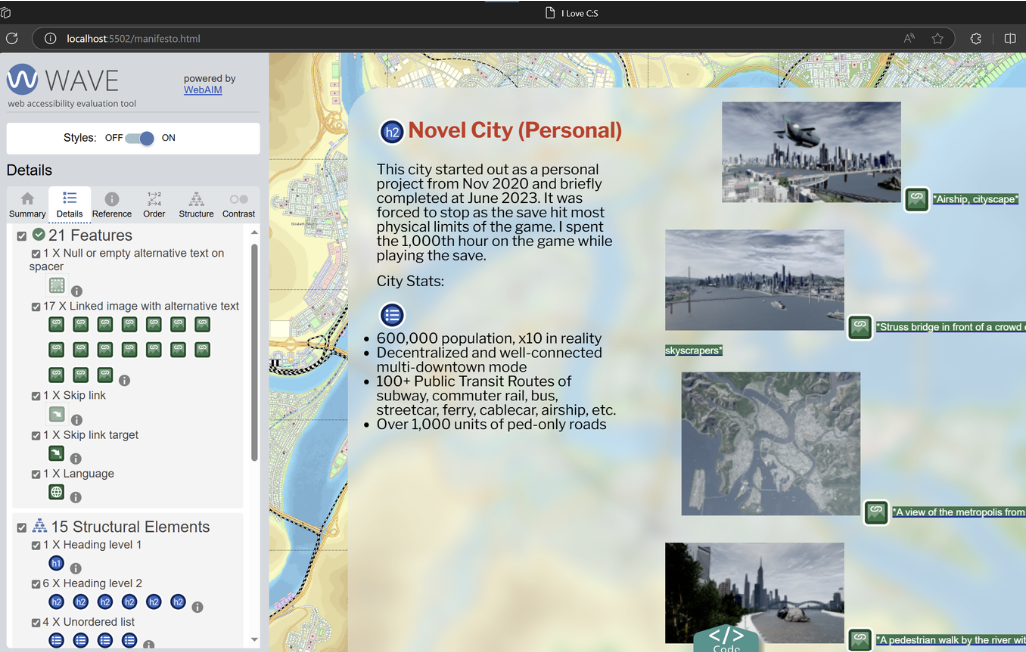 I Love C:S
localhost:5502/manifesto.html
WAVE
web accessibility evaluation tool
powered by
WebAIM
Styles: OFF ON
Details
Summary Details Reference Order Structure Contrast
21 Features
1 X Null or empty alternative text on
spacer
17 X Linked image with alternative text
1 X Skip link
1 X Skip link target
1 X Language
15 Structural Elements
1 X Heading level 1
h1
6 X Heading level 2
h2 h2 h2 h2 h2 h2
4 X Unordered list
h2 Novel City (Personal)
This city started out as a personal
project from Nov 2020 and briefly
completed at June 2023. It was
forced to stop as the save hit most
physical limits of the game. I spent
the 1,000th hour on the game while
playing the save.
City Stats:
600,000 population, x10 in reality
Decentralized and well-connected
multi-downtown mode
100+ Public Transit Routes of
subway, commuter rail, bus,
streetcar, ferry, cablecar, airship, etc.
Over 1,000 units of ped-only roads
*Airship, cityscape*
*Struss bridge in front of a crowd
skyscrapers*
*A view of the metropolis from
*A pedestrian walk by the river wit
</>
Code